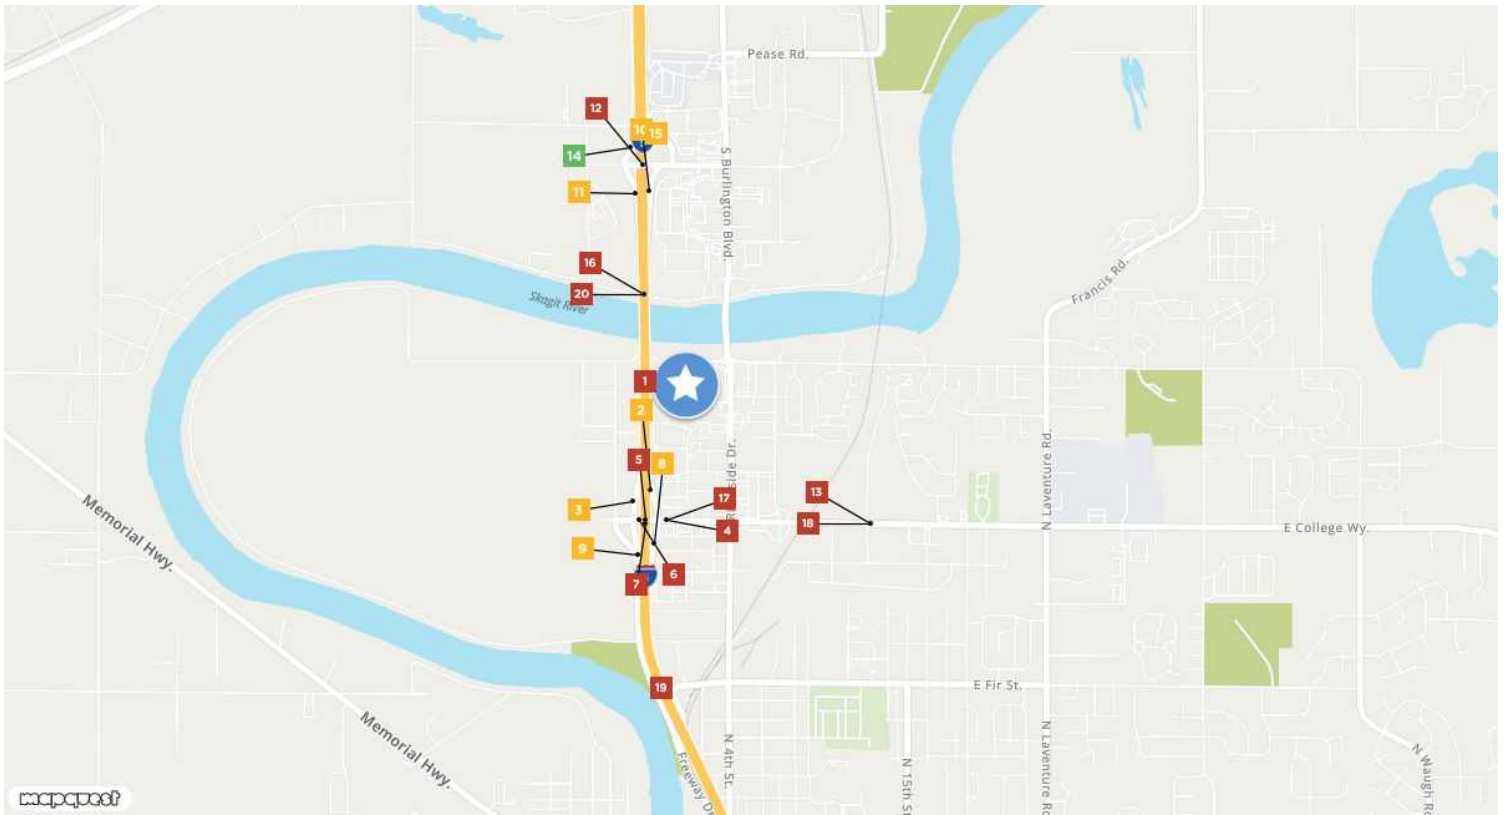 Pease Rd.
12
10
15
14
S Burlington Blvd.
11
16
Francis Rd.
20
Skagit River
1
2
5
8
side Dr.
N Laventure Rd.
3
17
13
4
18
E College Wy.
Memorial Hwy.
9
6
7
19
E Fir St.
Memorial Hwy.
N 4th St.
Freeway Dr
N 15th St
N Laventure Rd
N Waugh Rd
mapquest